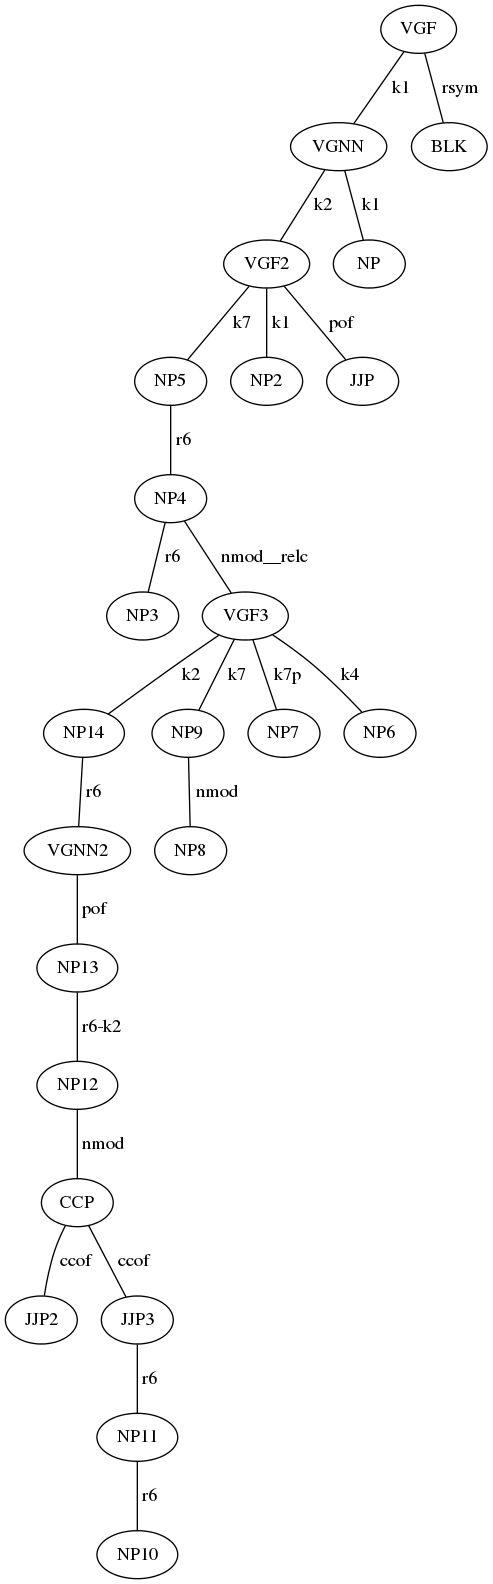 VGF
k1 rsym
VGNN BLK
k2 k1
VGF2 NP
k7 k1 pof
NP5 NP2 JJP
r6
NP4
r6 nmod__relc
NP3 VGF3
k2 k7 k7p k4
NP14 NP9 NP7 NP6
r6 nmod
VGNN2 NP8
pof
NP13
r6-k2
NP12
nmod
CCP
ccof ccof
JJP2 JJP3
r6
NP11
r6
NP10